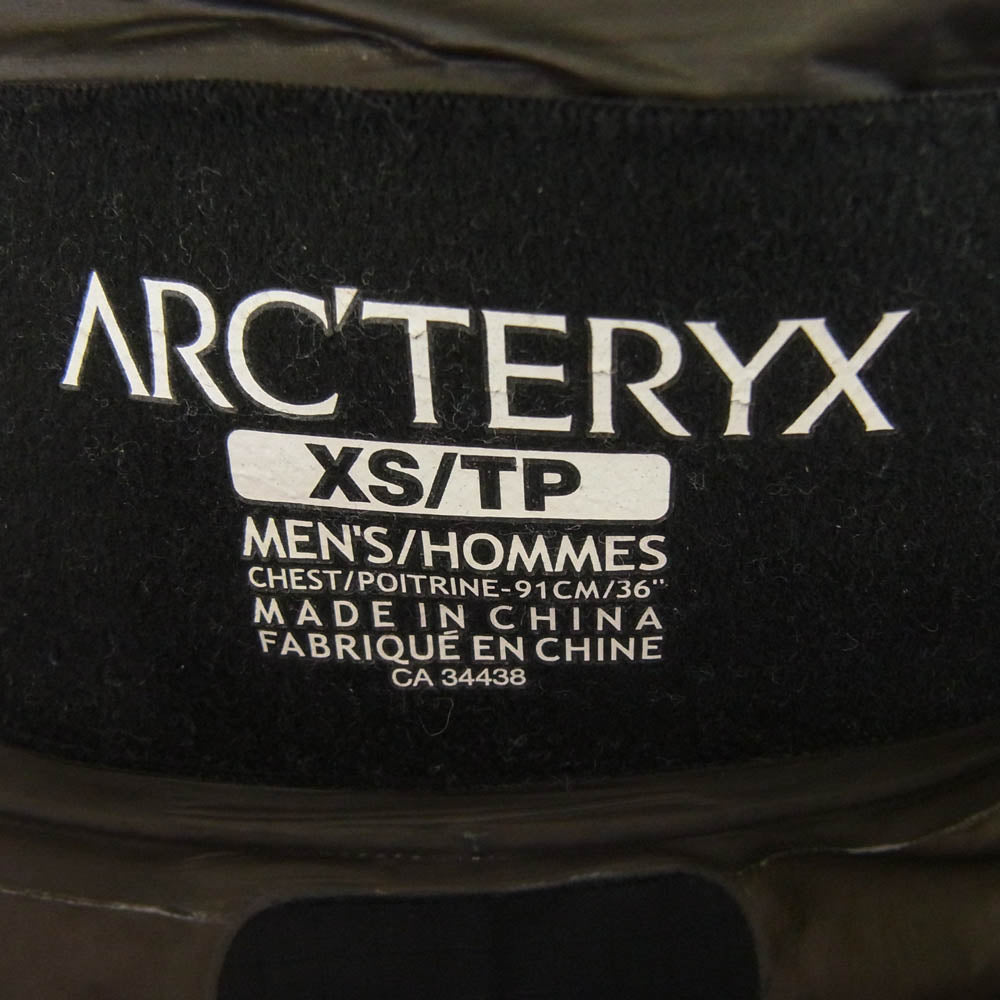 ARC'TERYX
XS/TP
MEN'S/HOMMES
CHEST/POITRINE-91CM/36"
MADE IN CHINA
FABRIQUÉ EN CHINE
CA 34438